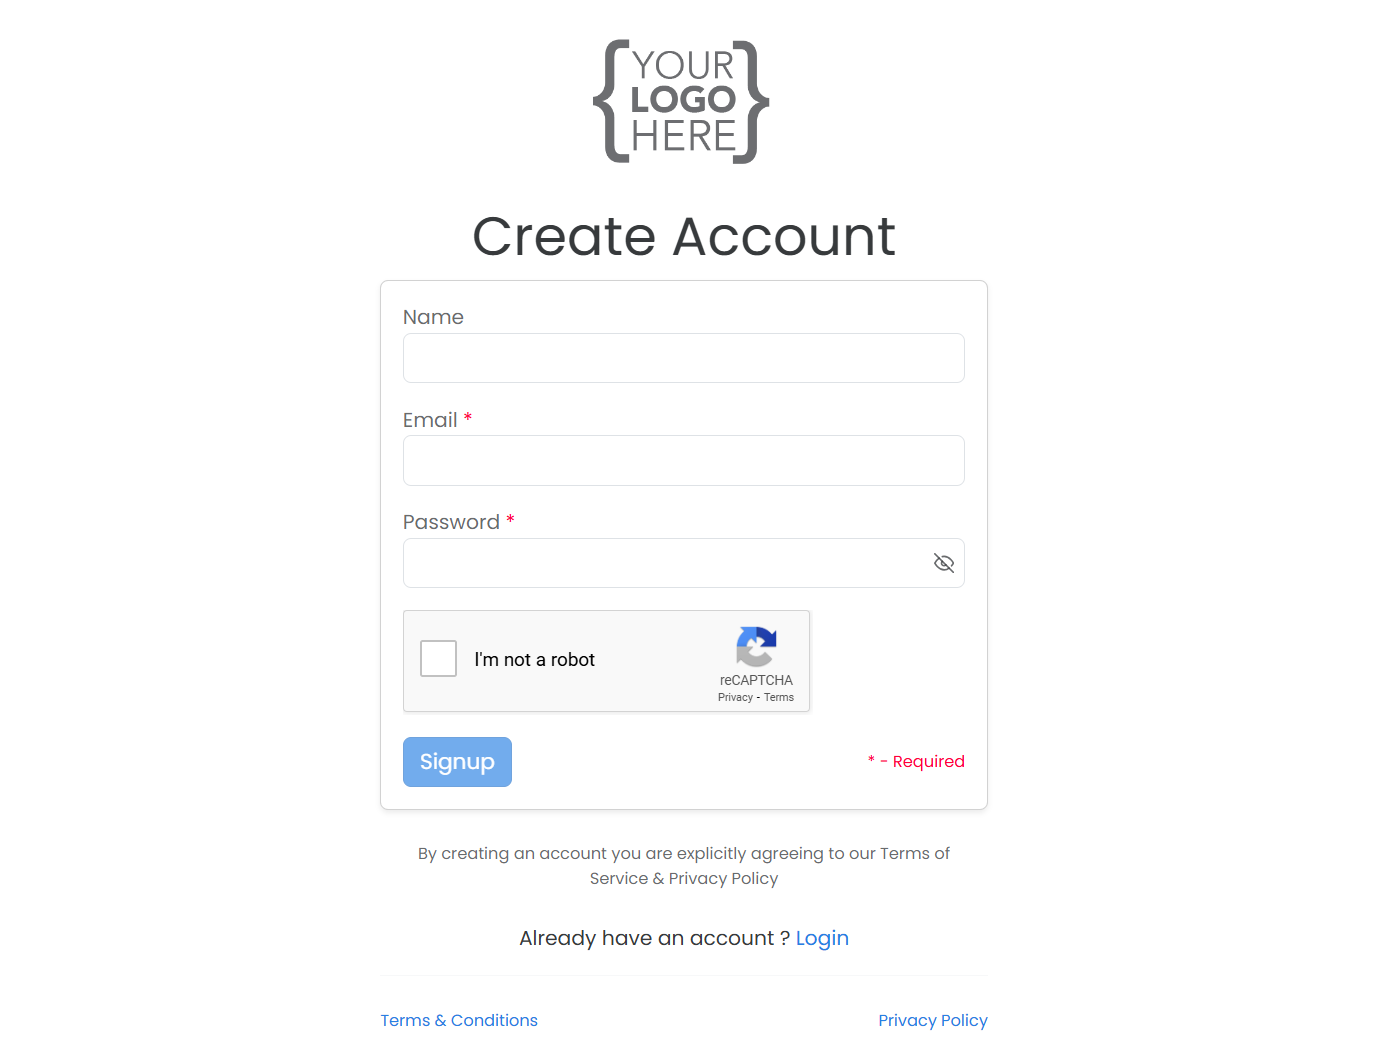 YOUR
LOGO
HERE
Create Account
Name
Email *
Password *
I'm not a robot
reCAPTCHA
Privacy - Terms
Signup
* - Required
By creating an account you are explicitly agreeing to our Terms of
Service & Privacy Policy
Already have an account ? Login
Terms & Conditions
Privacy Policy